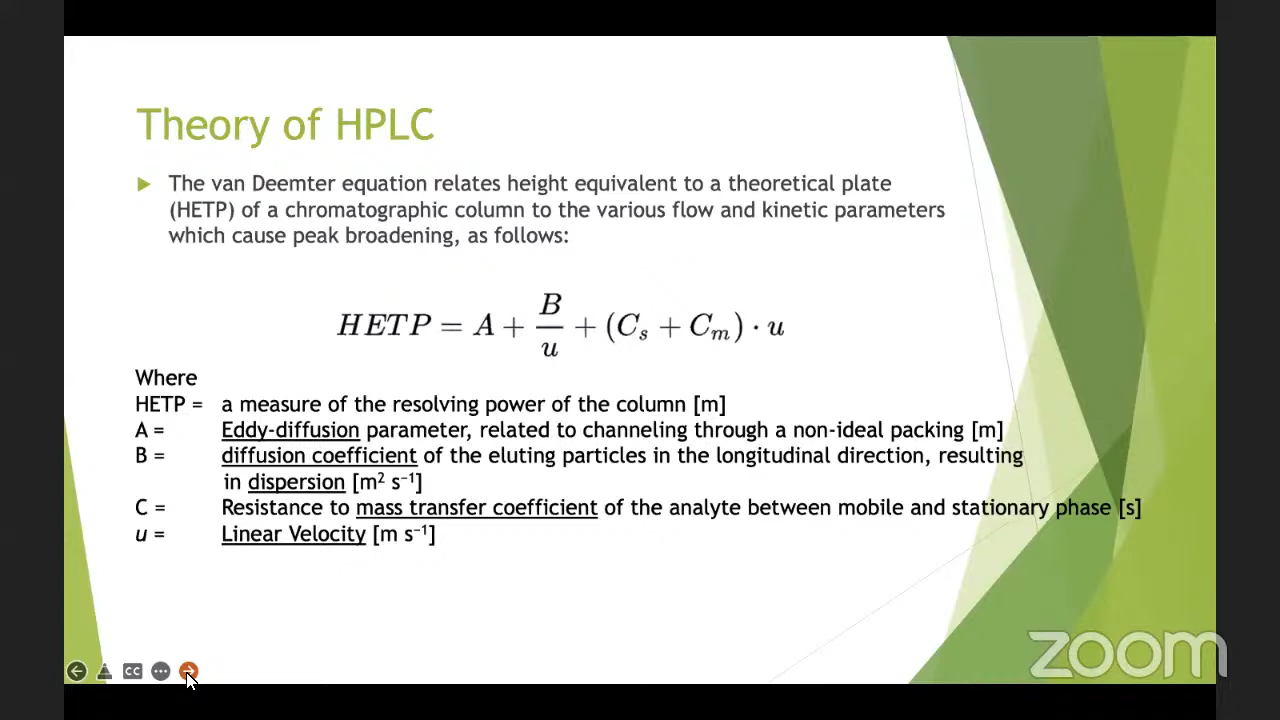 Theory of HPLC
The van Deemter equation relates height equivalent to a theoretical plate
(HETP) of a chromatographic column to the various flow and kinetic parameters
which cause peak broadening, as follows:
HETP = A + B/u + (Cₛ + Cₘ) · u
Where
HETP = a measure of the resolving power of the column [m]
A = Eddy-diffusion parameter, related to channeling through a non-ideal packing [m]
B = diffusion coefficient of the eluting particles in the longitudinal direction, resulting
in dispersion [m² s⁻¹]
C = Resistance to mass transfer coefficient of the analyte between mobile and stationary phase [s]
u = Linear Velocity [m s⁻¹]
CC
zoom